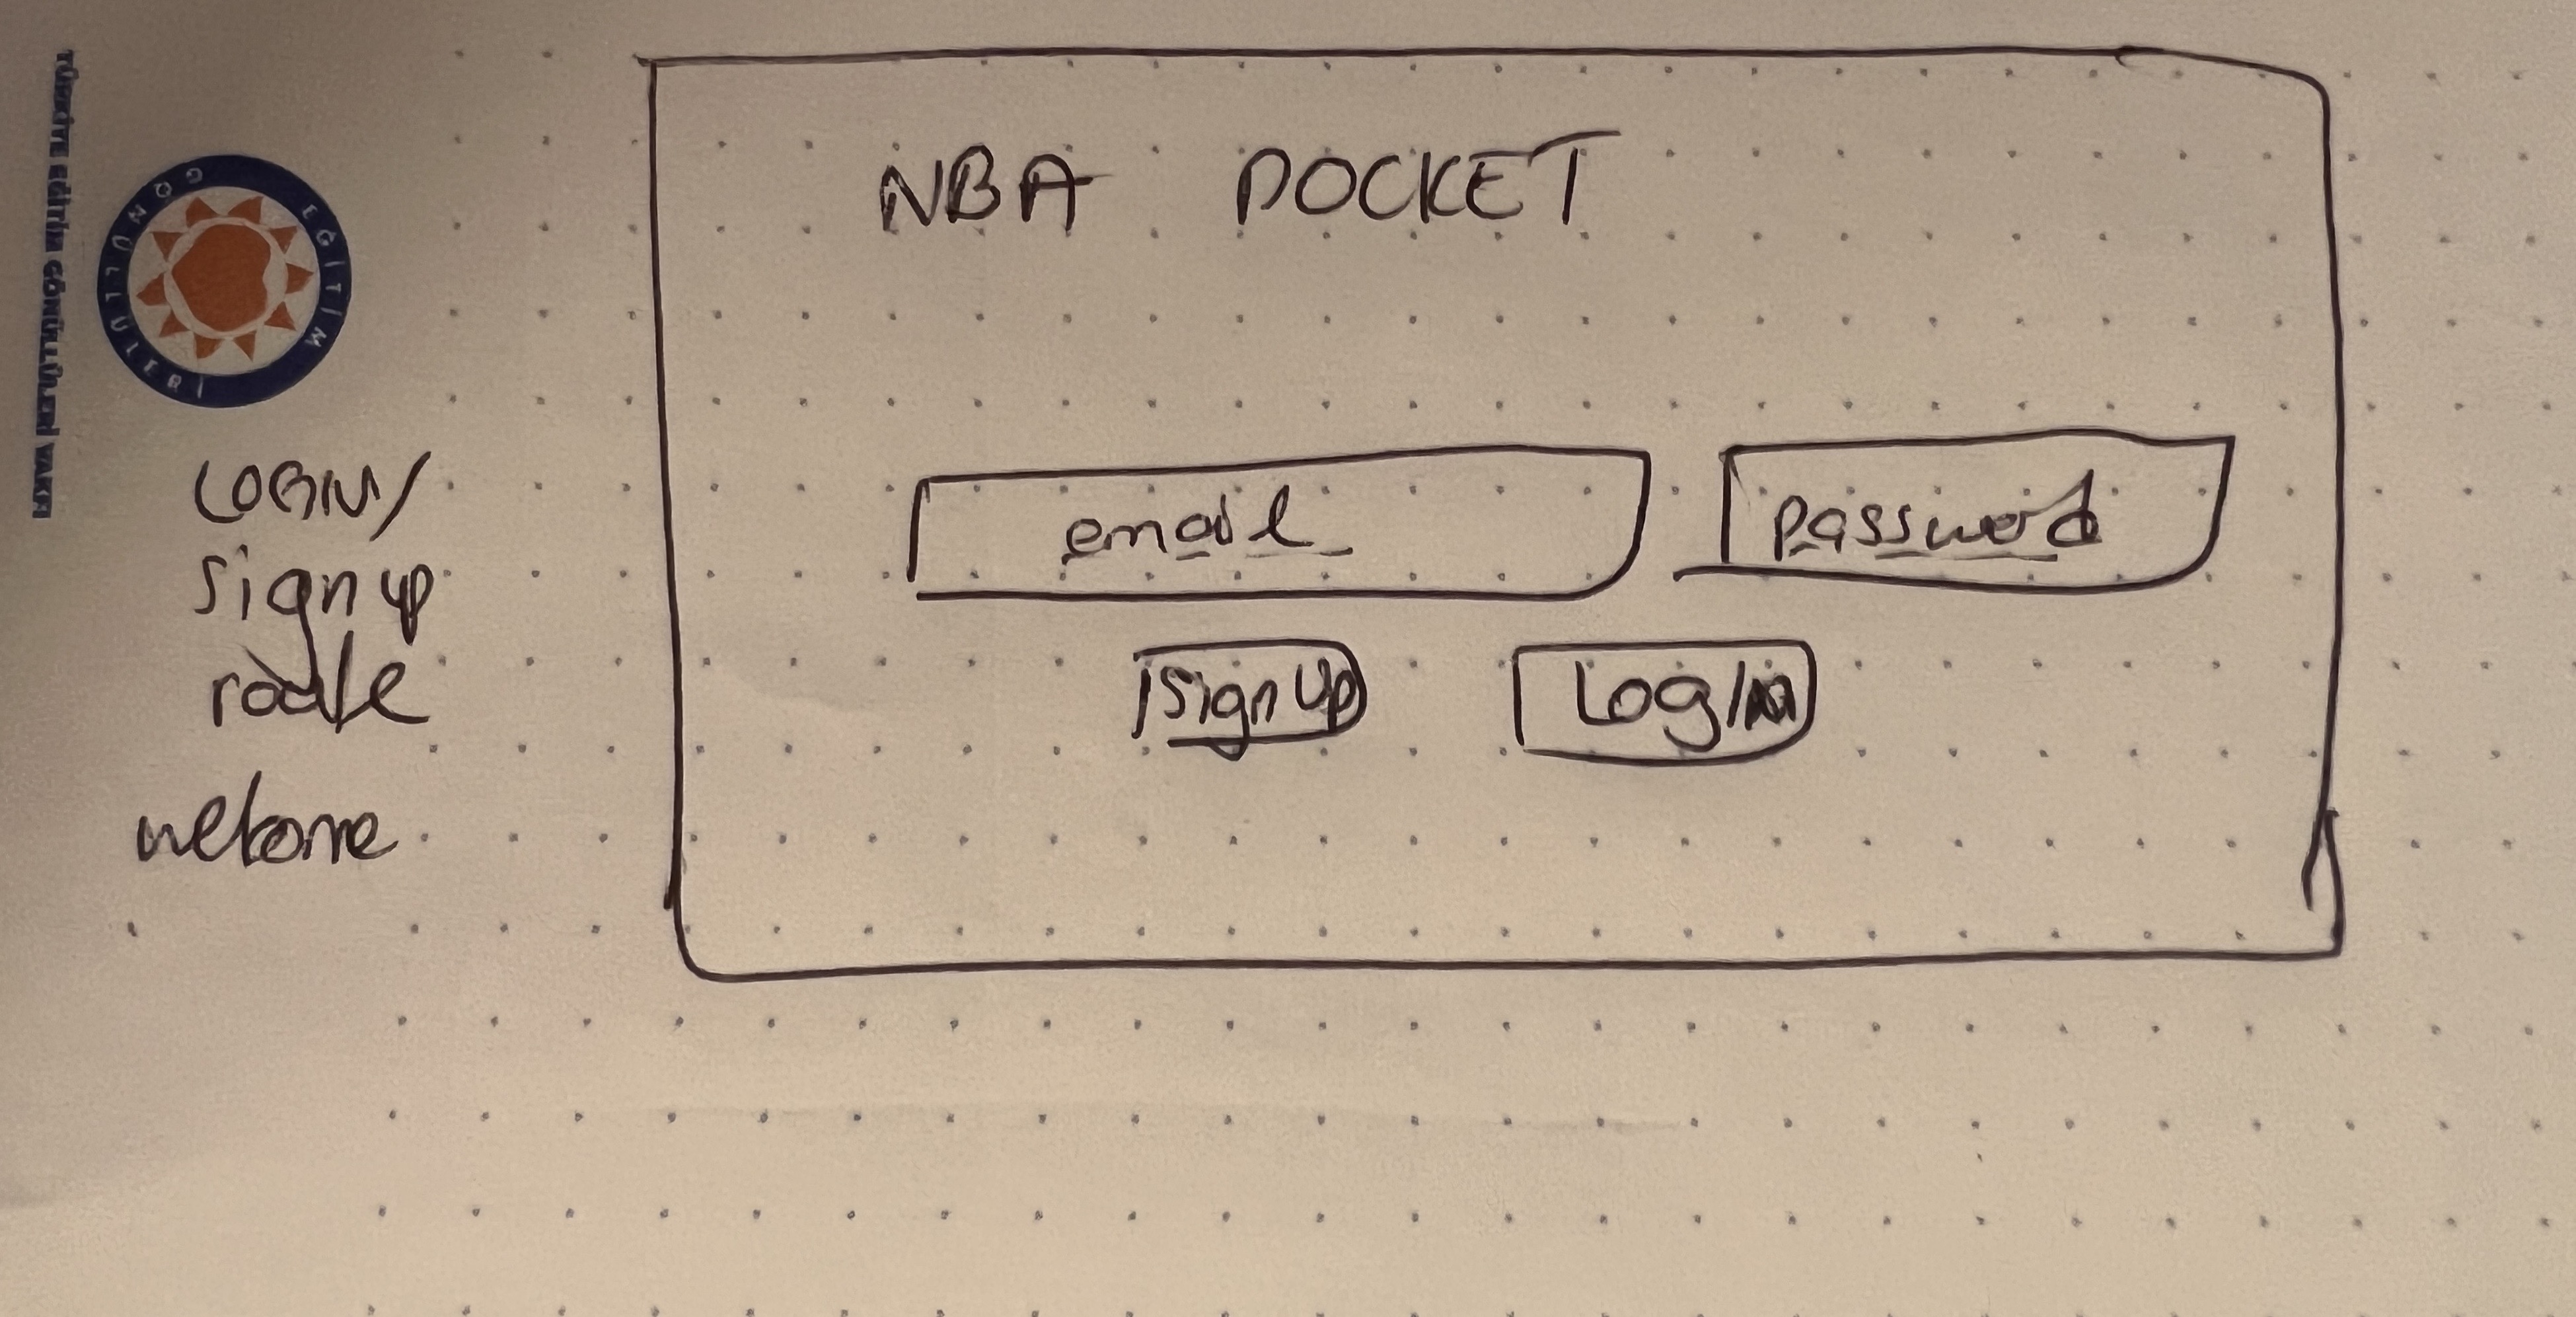 TÜRKİYE EĞİTİM GÖNÜLLÜLERİ VAKFI
EĞİTİM GÖNÜLLÜLERİ
LOGIN/
sign up
route
welcome
NBA POCKET
email
password
sign up
Login